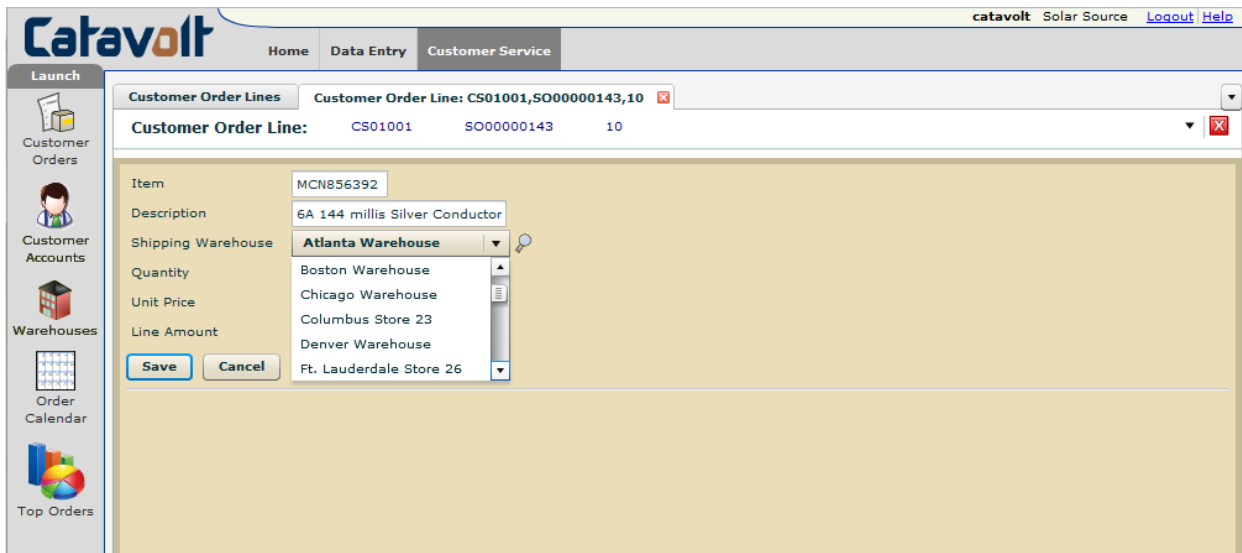 catavolt Solar Source Logout Help
Catavolt
Home Data Entry Customer Service
Launch
Customer Orders
Customer Accounts
Warehouses
Order Calendar
Top Orders
Customer Order Lines
Customer Order Line: CS01001,SO00000143,10
Customer Order Line: CS01001 SO00000143 10
Item MCN856392
Description 6A 144 millis Silver Conductor
Shipping Warehouse Atlanta Warehouse
Quantity
Unit Price
Line Amount
Boston Warehouse
Chicago Warehouse
Columbus Store 23
Denver Warehouse
Ft. Lauderdale Store 26
Save Cancel